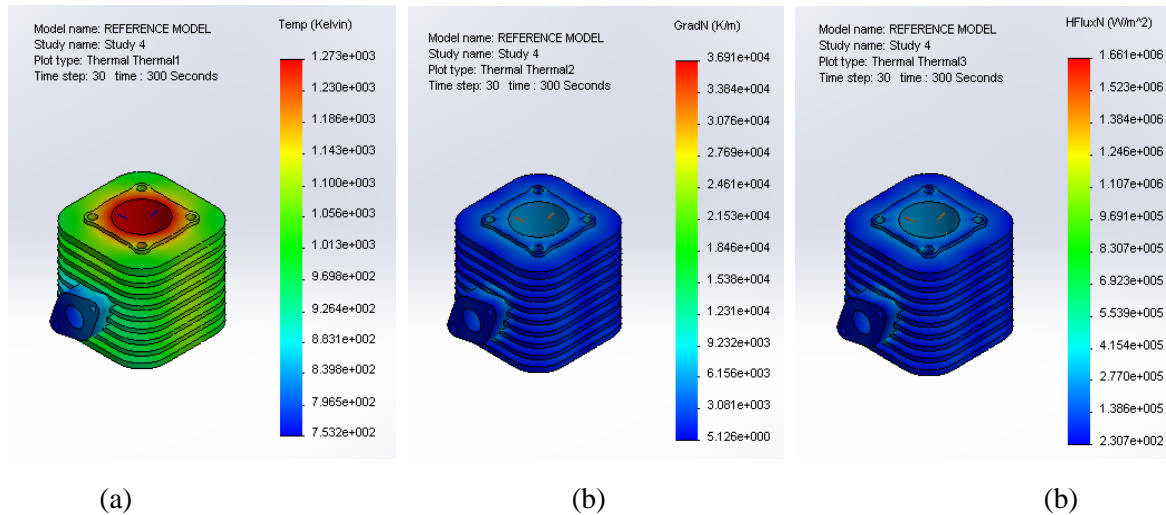 Model name: REFERENCE MODEL
Study name: Study 4
Plot type: Thermal Thermal1
Time step: 30 time : 300 Seconds
Temp (Kelvin)
1.273e+003
1.230e+003
1.186e+003
1.143e+003
1.100e+003
1.056e+003
1.013e+003
9.698e+002
9.264e+002
8.831e+002
8.398e+002
7.965e+002
7.532e+002
Model name: REFERENCE MODEL
Study name: Study 4
Plot type: Thermal Thermal2
Time step: 30 time : 300 Seconds
GradN (K/m)
3.691e+004
3.384e+004
3.076e+004
2.769e+004
2.461e+004
2.153e+004
1.846e+004
1.538e+004
1.231e+004
9.232e+003
6.156e+003
3.081e+003
5.126e+000
Model name: REFERENCE MODEL
Study name: Study 4
Plot type: Thermal Thermal3
Time step: 30 time : 300 Seconds
HFluxN (W/m^2)
1.661e+006
1.523e+006
1.384e+006
1.246e+006
1.107e+006
9.691e+005
8.307e+005
6.923e+005
5.539e+005
4.154e+005
2.770e+005
1.386e+005
2.307e+002
(a)
(b)
(b)